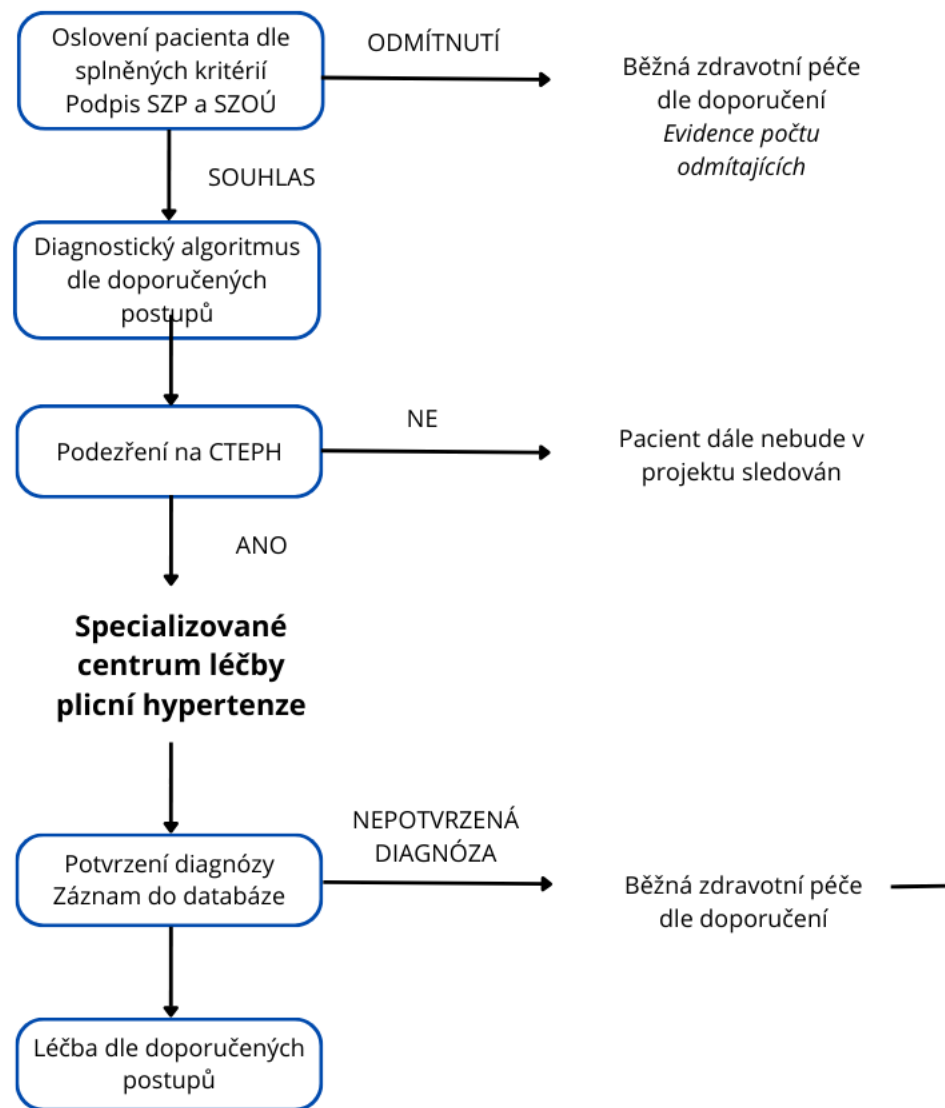 Oslovení pacienta dle
splněných kritérií
Podpis SZP a SZOÚ
ODMÍTNUTÍ
Běžná zdravotní péče
dle doporučení
Evidence počtu
odmítajících
SOUHLAS
Diagnostický algoritmus
dle doporučených
postupů
Podezření na CTEPH
NE
Pacient dále nebude v
projektu sledován
ANO
Specializované
centrum léčby
plicní hypertenze
Potvrzení diagnózy
Záznam do databáze
NEPOTVRZENÁ
DIAGNÓZA
Běžná zdravotní péče
dle doporučení
Léčba dle doporučených
postupů